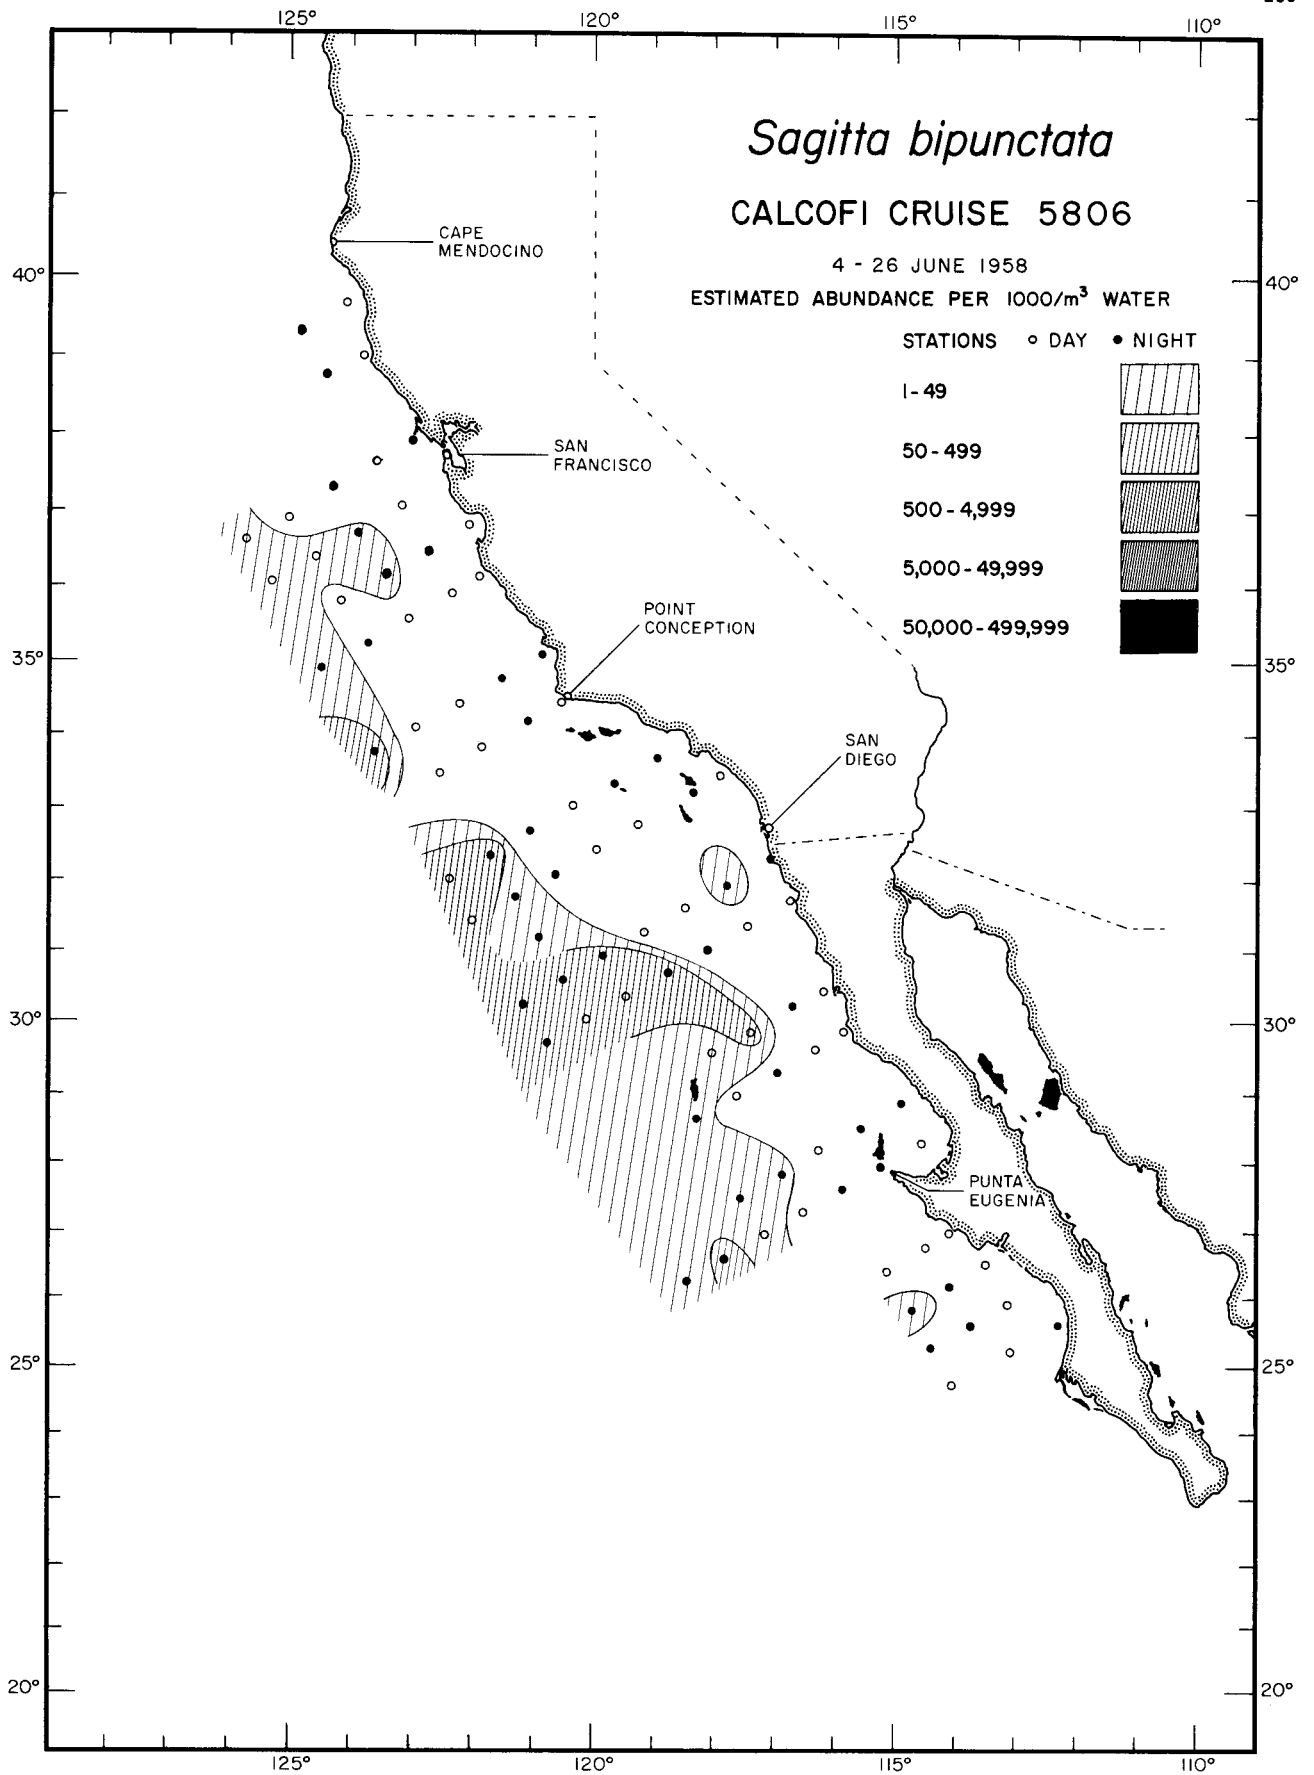 125° 120° 115° 110°
Sagitta bipunctata
CALCOFI CRUISE 5806
4 - 26 JUNE 1958
ESTIMATED ABUNDANCE PER 1000/m³ WATER
STATIONS ○ DAY ● NIGHT
1-49
50-499
500-4,999
5,000-49,999
50,000-499,999
CAPE
MENDOCINO
40° 40°
SAN
FRANCISCO
POINT
CONCEPTION
35° 35°
SAN
DIEGO
30° 30°
PUNTA
EUGENIA
25° 25°
20° 20°
125° 120° 115° 110°